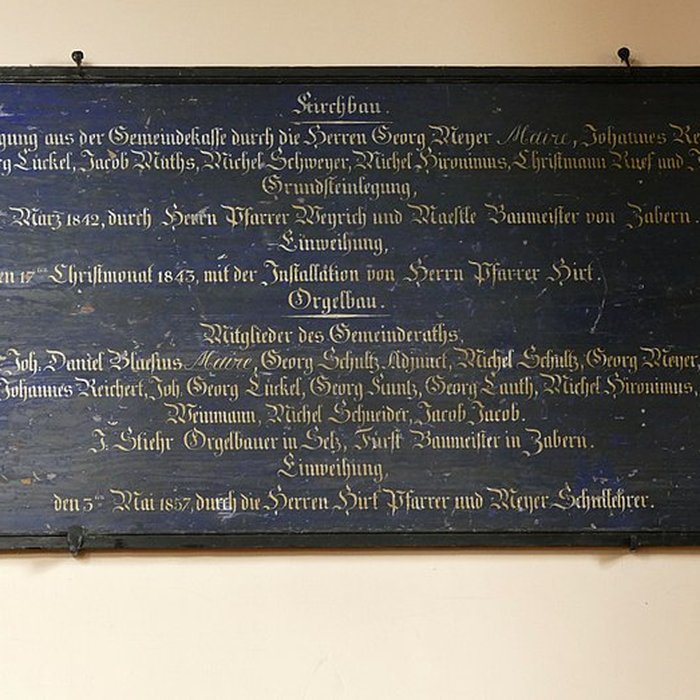 Kirchbau.
gung aus der Gemeindekasse durch die Herren Georg Meyer Maire, Johannes Re
rg Lückel, Jacob Maths, Michel Schweyer, Michel Hironimus, Christmann Ruef und
Grundsteinlegung,
März 1842, durch Herrn Pfarrer Weyrich und Maestle Baumeister von Zabern.
Einweihung,
en 17ten Christmonat 1843, mit der Installation von Herrn Pfarrer Hirt.
Orgelbau.
Mitglieder des Gemeinderaths,
Joh. Daniel Blaesius Maire, Georg Schultz Adjunct, Michel Schultz, Georg Meyer,
Johannes Reichert, Joh. Georg Lückel, Georg Kuntz, Georg Lauth, Michel Hironimus
Weinmann, Michel Schneider, Jacob Jacob.
J. Stiehr Orgelbauer in Selz, Fürst Baumeister in Zabern.
Einweihung,
den 3ten Mai 1857, durch die Herren Hirt Pfarrer und Meyer Schullehrer.